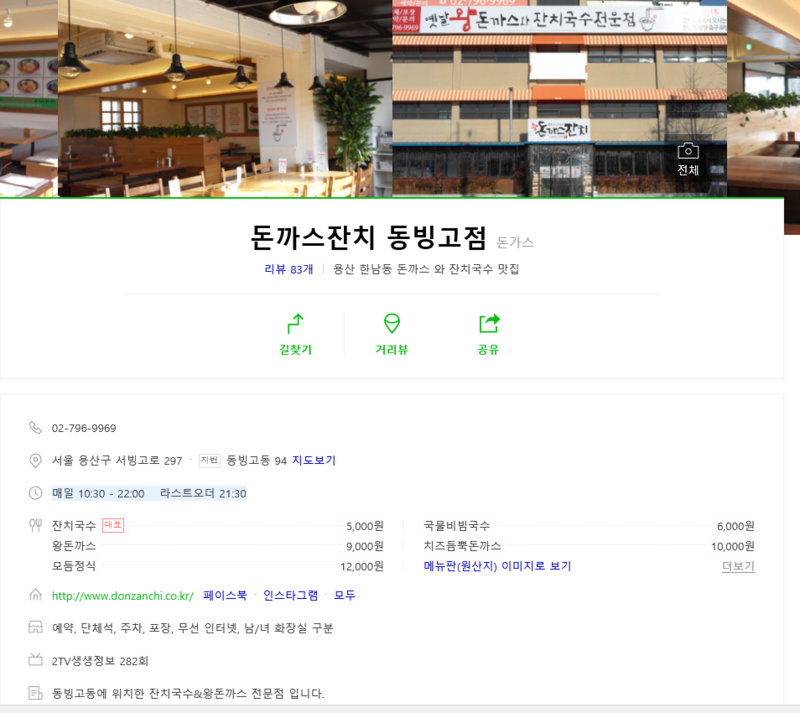 옛날 왕돈까스와 잔치국수전문점
돈까스잔치
전체
돈까스잔치 동빙고점 돈가스
리뷰 83개 용산 한남동 돈까스 와 잔치국수 맛집
길찾기 거리뷰 공유
02-796-9969
서울 용산구 서빙고로 297 · 지번 동빙고동 94 지도보기
매일 10:30 - 22:00 라스트오더 21:30
잔치국수 대표 5,000원 국물비빔국수 6,000원
왕돈까스 9,000원 치즈듬뿍돈까스 10,000원
모듬정식 12,000원 메뉴판(원산지) 이미지로 보기 더보기
http://www.donzanchi.co.kr/ 페이스북 · 인스타그램 · 모두
예약, 단체석, 주차, 포장, 무선 인터넷, 남/녀 화장실 구분
2TV생생정보 282회
동빙고동에 위치한 잔치국수&왕돈까스 전문점 입니다.